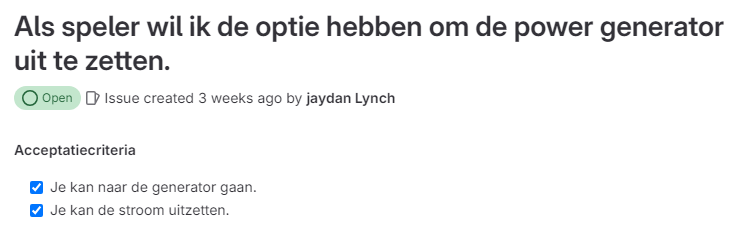 Als speler wil ik de optie hebben om de power generator
uit te zetten.
Open Issue created 3 weeks ago by jaydan Lynch
Acceptatiecriteria
Je kan naar de generator gaan.
Je kan de stroom uitzetten.